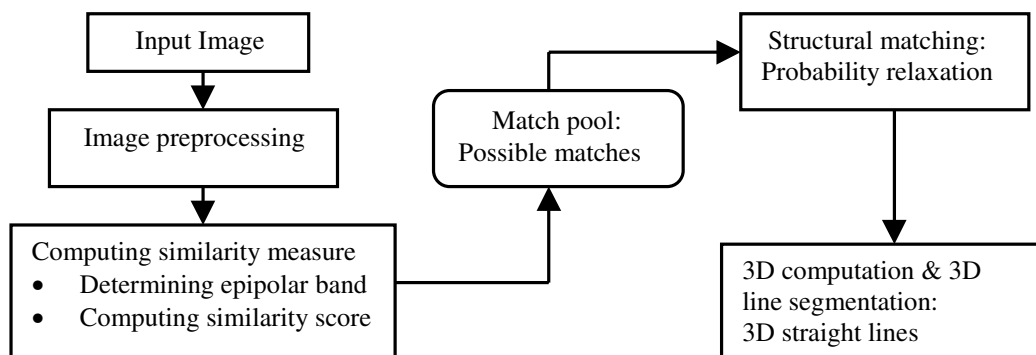 Input Image
Image preprocessing
Computing similarity measure
• Determining epipolar band
• Computing similarity score
Match pool:
Possible matches
Structural matching:
Probability relaxation
3D computation & 3D
line segmentation:
3D straight lines